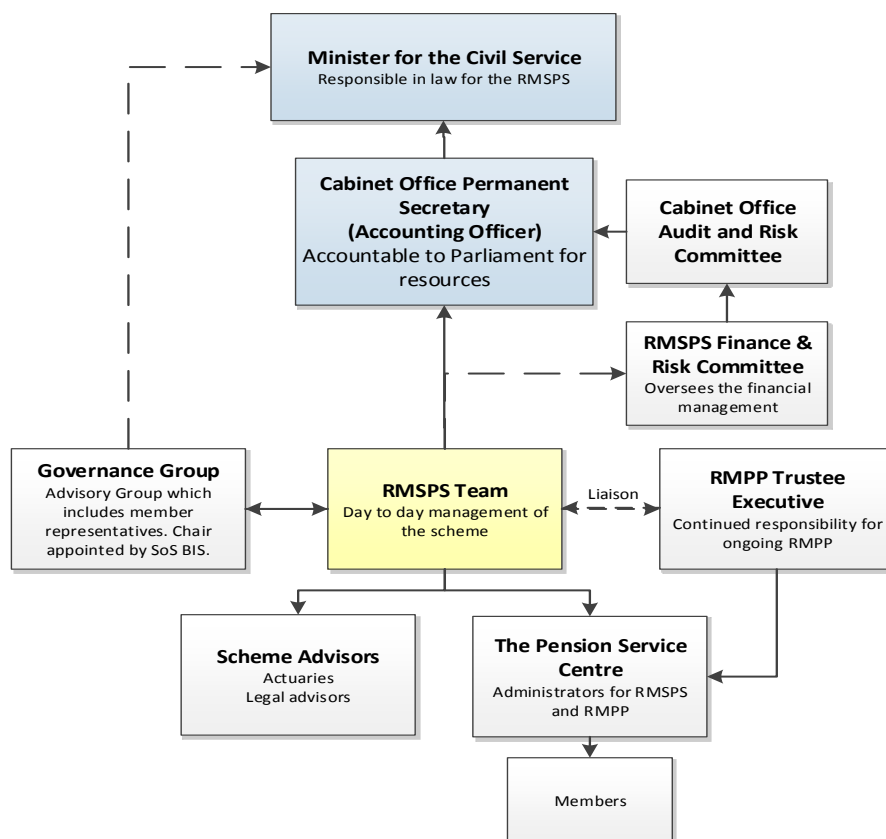 Minister for the Civil Service
Responsible in law for the RMSPS
Cabinet Office Permanent
Secretary
(Accounting Officer)
Accountable to Parliament for
resources
Cabinet Office
Audit and Risk
Committee
RMSPS Finance &
Risk Committee
Oversees the financial
management
Governance Group
Advisory Group which
includes member
representatives. Chair
appointed by SoS BIS.
RMSPS Team
Day to day management of
the scheme
Liaison
RMPP Trustee
Executive
Continued responsibility for
ongoing RMPP
Scheme Advisors
Actuaries
Legal advisors
The Pension Service
Centre
Administrators for RMSPS
and RMPP
Members